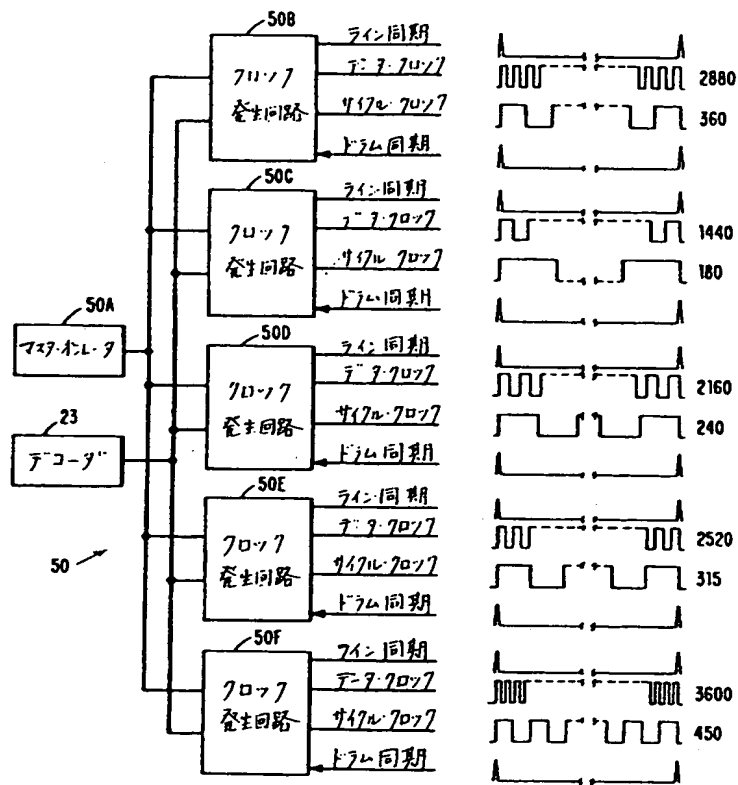 50B
クロック
発生回路
ライン同期
データ・クロック
サイクル・クロック
ドラム同期
2880
360
50C
クロック
発生回路
ライン同期
データ・クロック
サイクル・クロック
ドラム同期
1440
180
50A
マスタ・オシレータ
50D
クロック
発生回路
ライン同期
データ・クロック
サイクル・クロック
ドラム同期
2160
240
23
デコーダ
50
50E
クロック
発生回路
ライン同期
データ・クロック
サイクル・クロック
ドラム同期
2520
315
50F
クロック
発生回路
ライン同期
データ・クロック
サイクル・クロック
ドラム同期
3600
450